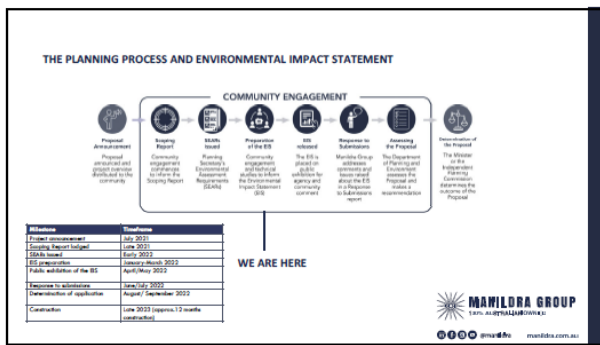 THE PLANNING PROCESS AND ENVIRONMENTAL IMPACT STATEMENT
COMMUNITY ENGAGEMENT
Proposal
Announcement
Proposal
announced and
project overview
distributed to the
community
Scoping
Report
Community
engagement
commences
to inform the
Scoping Report
SEARs
Issued
Planning
Secretary's
Environmental
Assessment
Requirements
(SEARs)
Preparation
of the EIS
Community
engagement
and technical
studies to inform
the Environmental
Impact Statement
(EIS)
EIS
released
The EIS is
placed on
public
exhibition for
agency and
community
comment
Response to
Submissions
Manildra Group
addresses
comments and
issues raised
about the EIS
in a Response
to Submissions
report
Assessing
the Proposal
The Department
of Planning and
Environment
assesses the
Proposal and
makes a
recommendation
Determination of
the Proposal
The Minister
or the
Independent
Planning
Commission
determines the
outcome of the
Proposal
Milestone Timeframe
Project announcement July 2021
Scoping Report lodged Late 2021
SEARs issued Early 2022
EIS preparation January-March 2022
Public exhibition of the EIS April/May 2022
Response to submissions June/July 2022
Determination of application August/ September 2022
Construction Late 2023 (approx.12 months
construction)
WE ARE HERE
MANILDRA GROUP
100% AUSTRALIAN OWNED
@manildra manildra.com.au